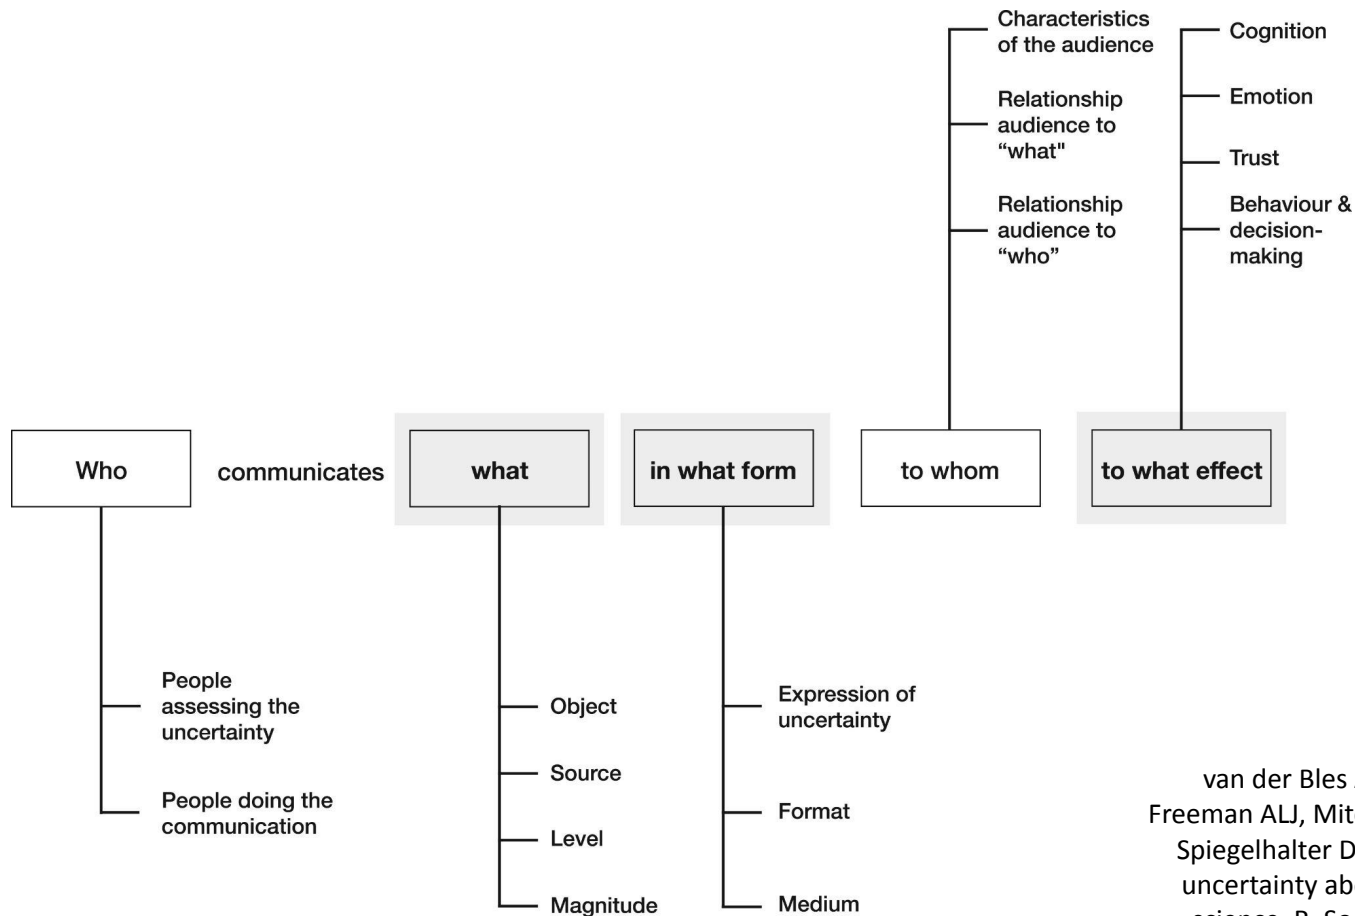 Characteristics
of the audience
Relationship
audience to
“what"
Relationship
audience to
“who”
Cognition
Emotion
Trust
Behaviour &
decision-
making
Who
communicates
what
in what form
to whom
to what effect
People
assessing the
uncertainty
People doing the
communication
Object
Source
Level
Magnitude
Expression of
uncertainty
Format
Medium
van der Bles
Freeman ALJ,
Spiegelhalter
uncertainty